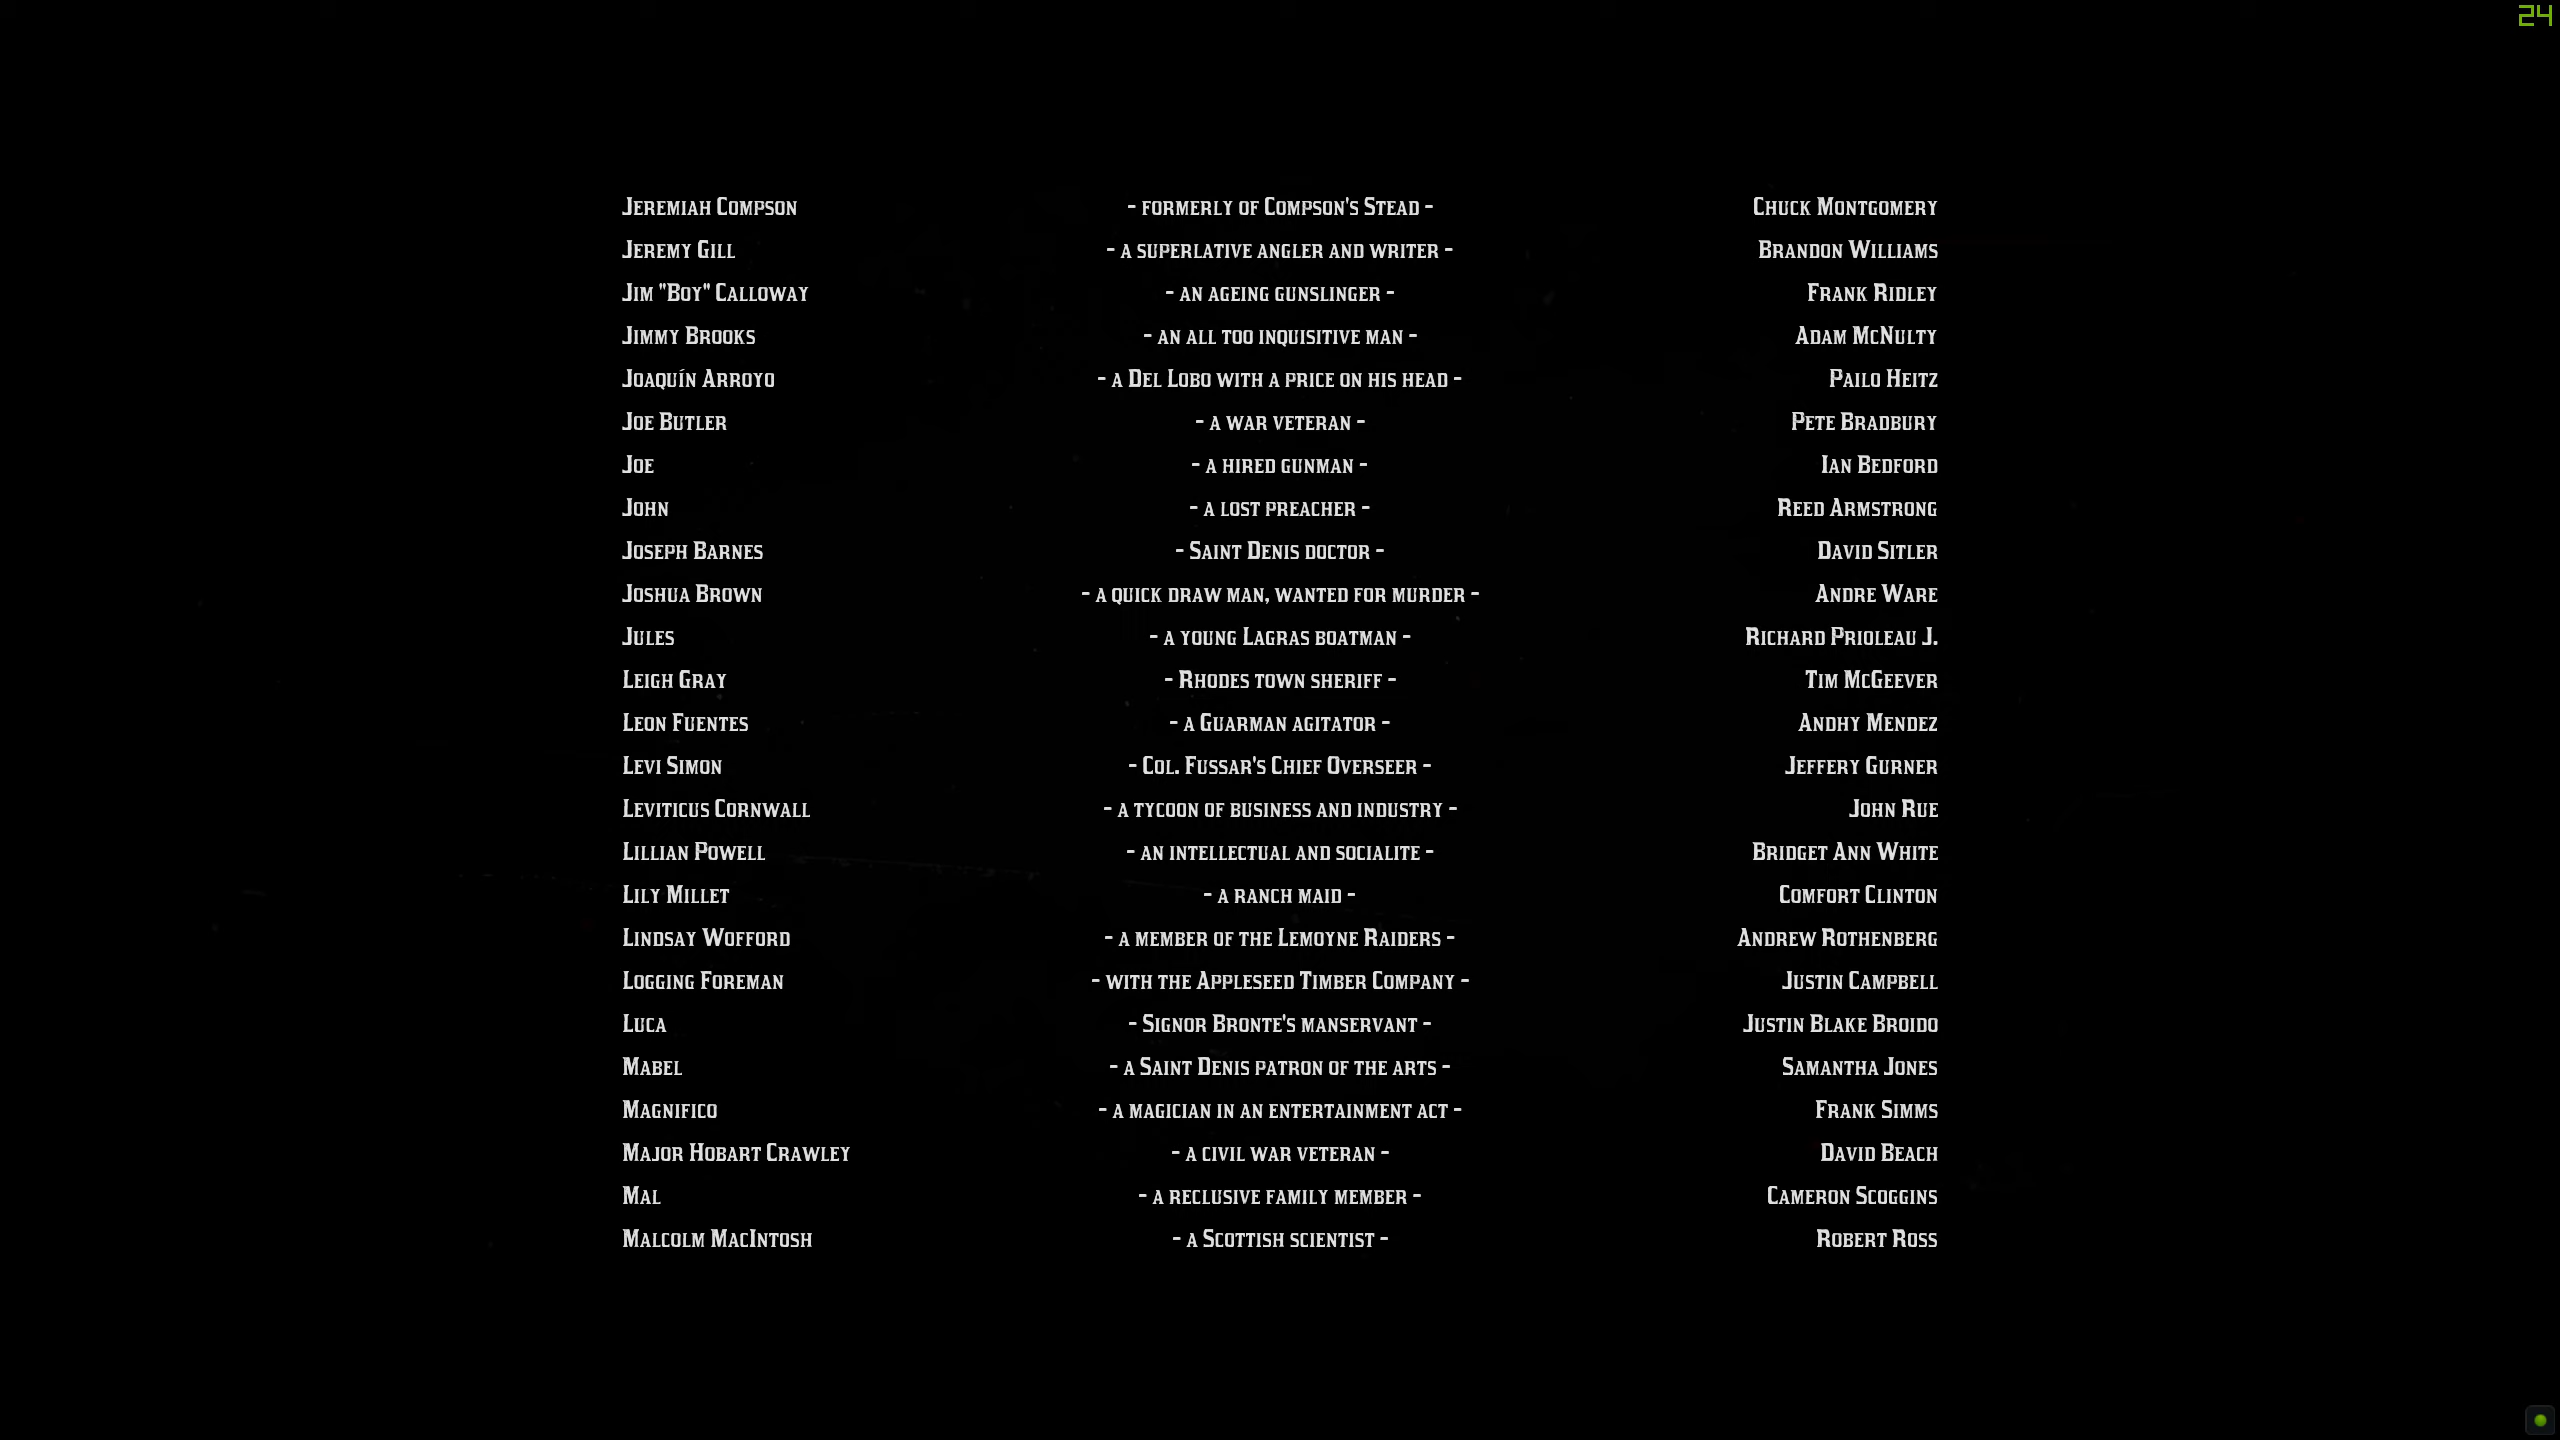 24
Jeremiah Compson - formerly of Compson's Stead - Chuck Montgomery
Jeremy Gill - a superlative angler and writer - Brandon Williams
Jim "Boy" Calloway - an ageing gunslinger - Frank Ridley
Jimmy Brooks - an all too inquisitive man - Adam McNulty
Joaquín Arroyo - a Del Lobo with a price on his head - Pailo Heitz
Joe Butler - a war veteran - Pete Bradbury
Joe - a hired gunman - Ian Bedford
John - a lost preacher - Reed Armstrong
Joseph Barnes - Saint Denis doctor - David Sitler
Joshua Brown - a quick draw man, wanted for murder - Andre Ware
Jules - a young Lagras boatman - Richard Prioleau J.
Leigh Gray - Rhodes town sheriff - Tim McGeever
Leon Fuentes - a Guarman agitator - Andhy Mendez
Levi Simon - Col. Fussar's Chief Overseer - Jeffery Gurner
Leviticus Cornwall - a tycoon of business and industry - John Rue
Lillian Powell - an intellectual and socialite - Bridget Ann White
Lily Millet - a ranch maid - Comfort Clinton
Lindsay Wofford - a member of the Lemoyne Raiders - Andrew Rothenberg
Logging Foreman - with the Appleseed Timber Company - Justin Campbell
Luca - Signor Bronte's manservant - Justin Blake Broido
Mabel - a Saint Denis patron of the arts - Samantha Jones
Magnifico - a magician in an entertainment act - Frank Simms
Major Hobart Crawley - a civil war veteran - David Beach
Mal - a reclusive family member - Cameron Scoggins
Malcolm MacIntosh - a Scottish scientist - Robert Ross